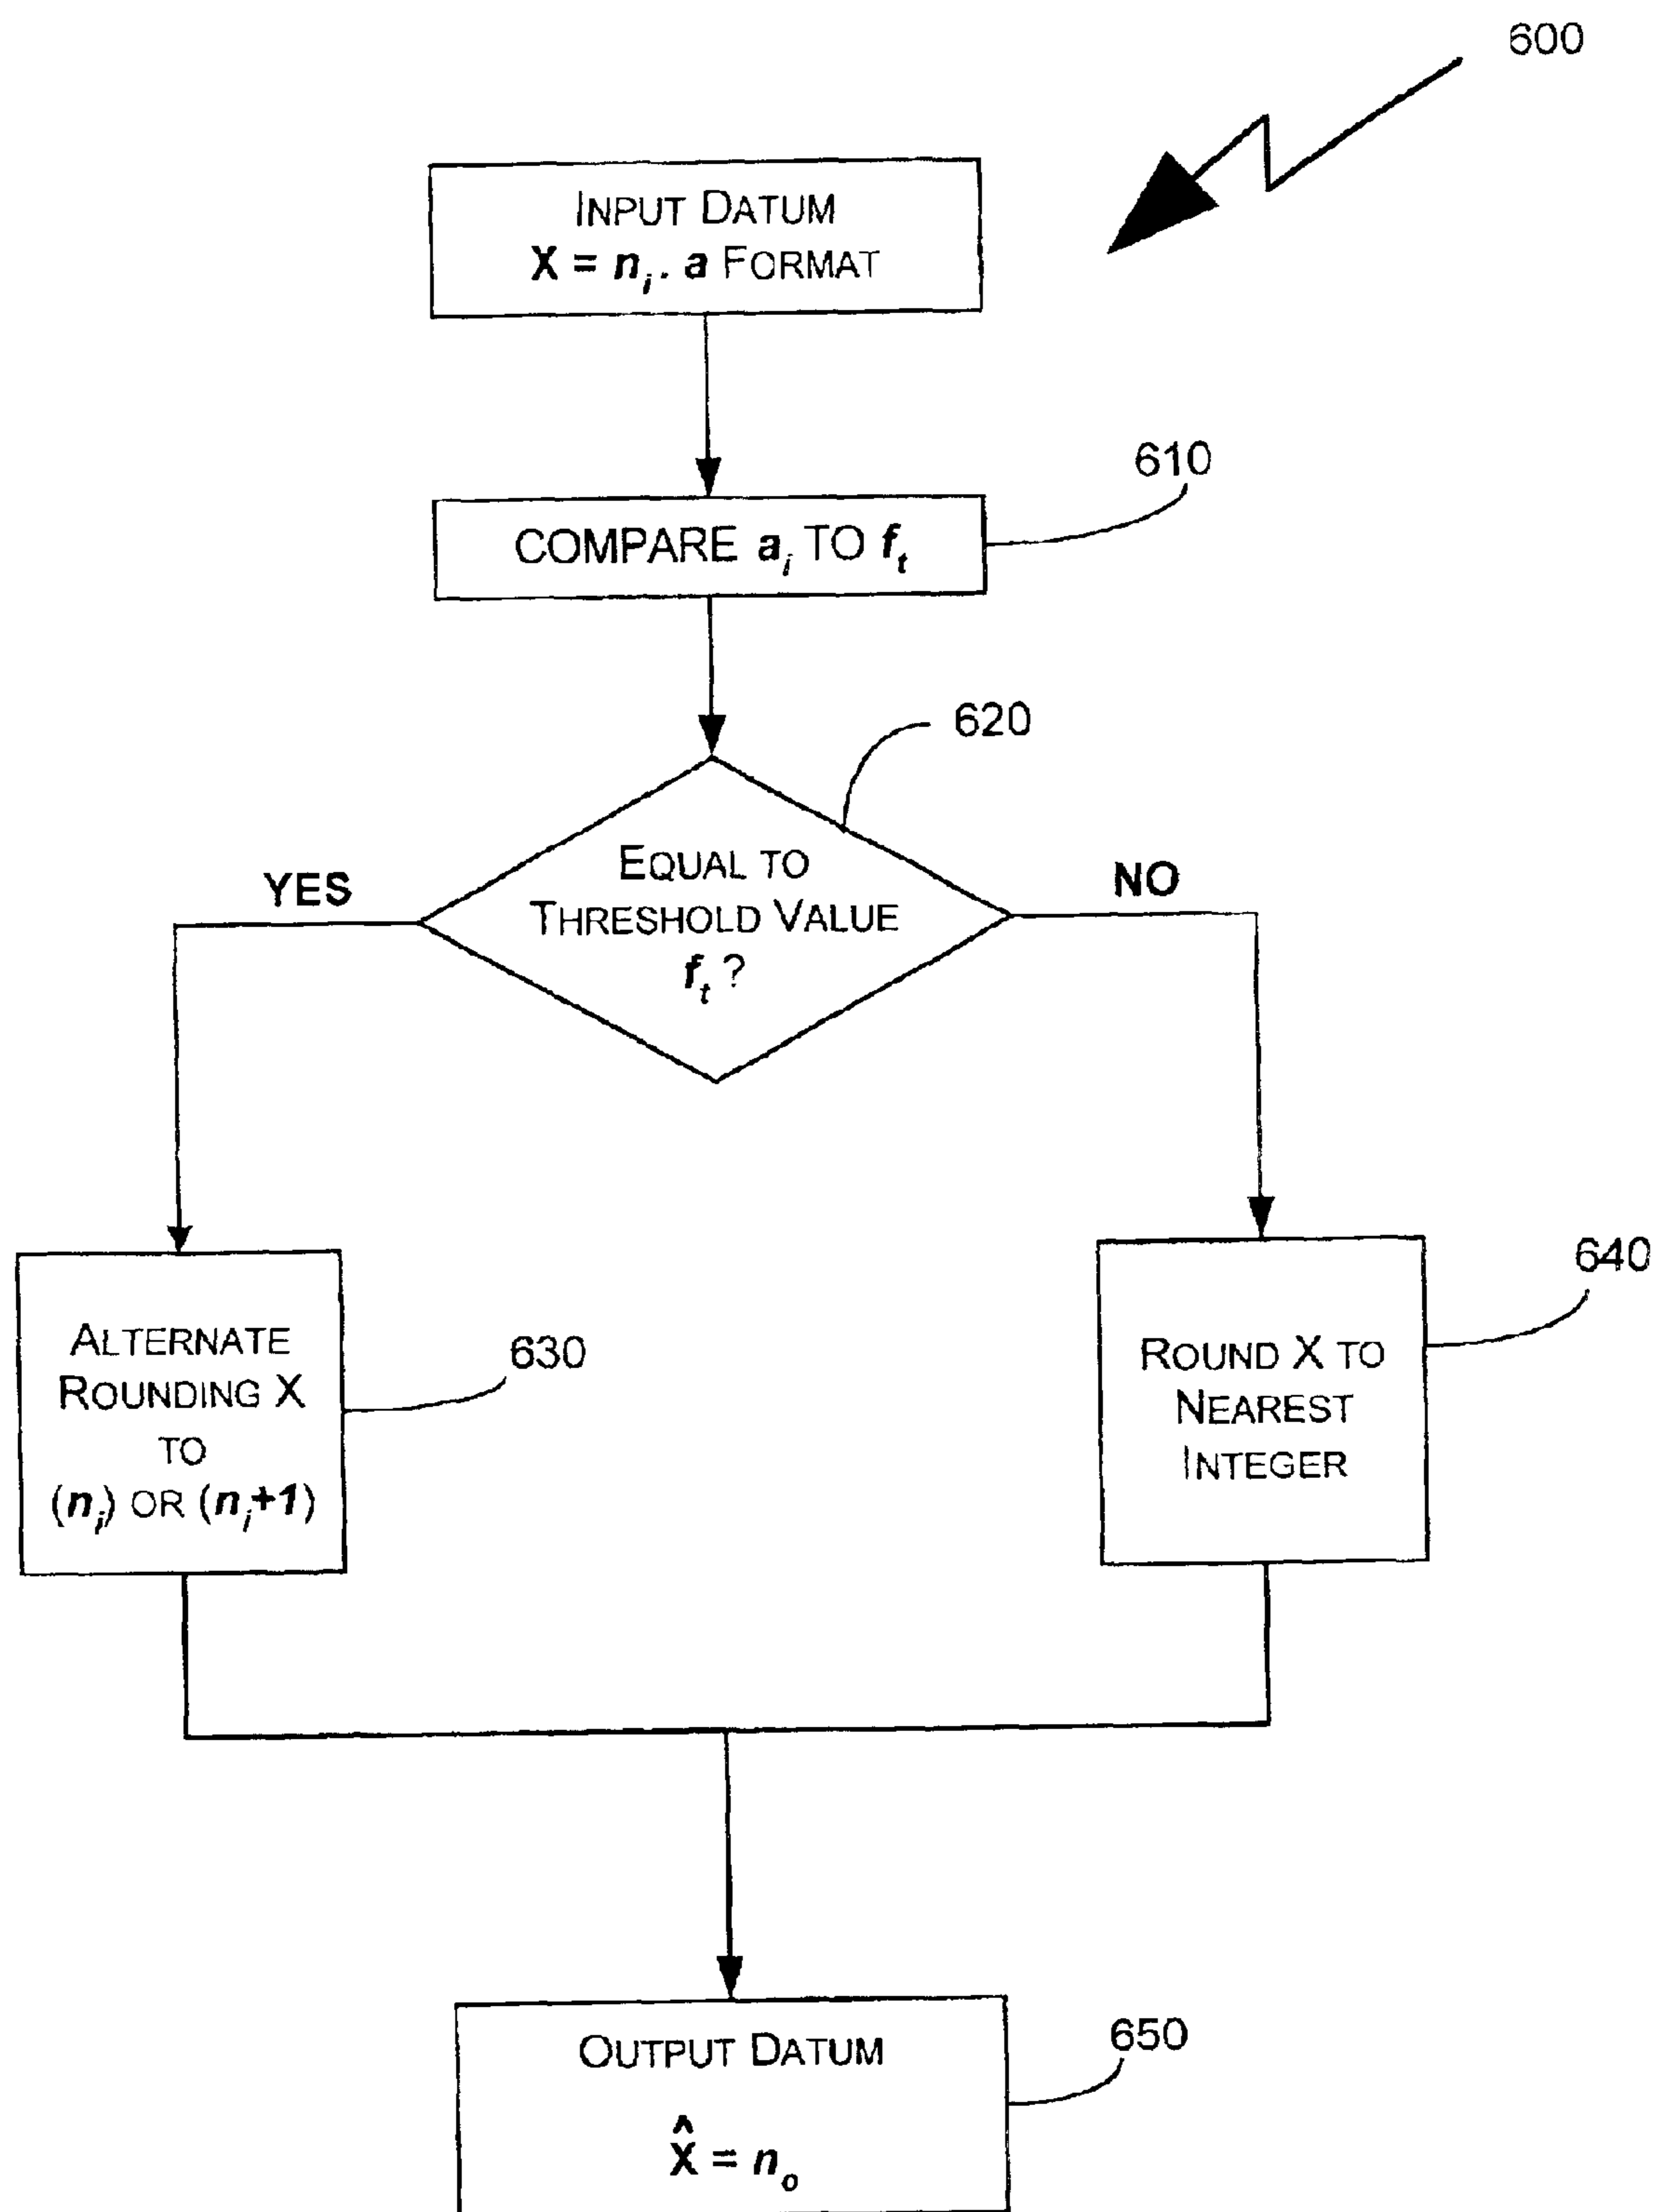 600
INPUT DATUM
X = nᵢ. a FORMAT
610
COMPARE aᵢ TO fₜ
620
EQUAL TO
THRESHOLD VALUE
fₜ ?
YES
NO
640
ALTERNATE
ROUNDING X
TO
(nᵢ) OR (nᵢ+1)
630
ROUND X TO
NEAREST
INTEGER
OUTPUT DATUM
X̂ = nₒ
650